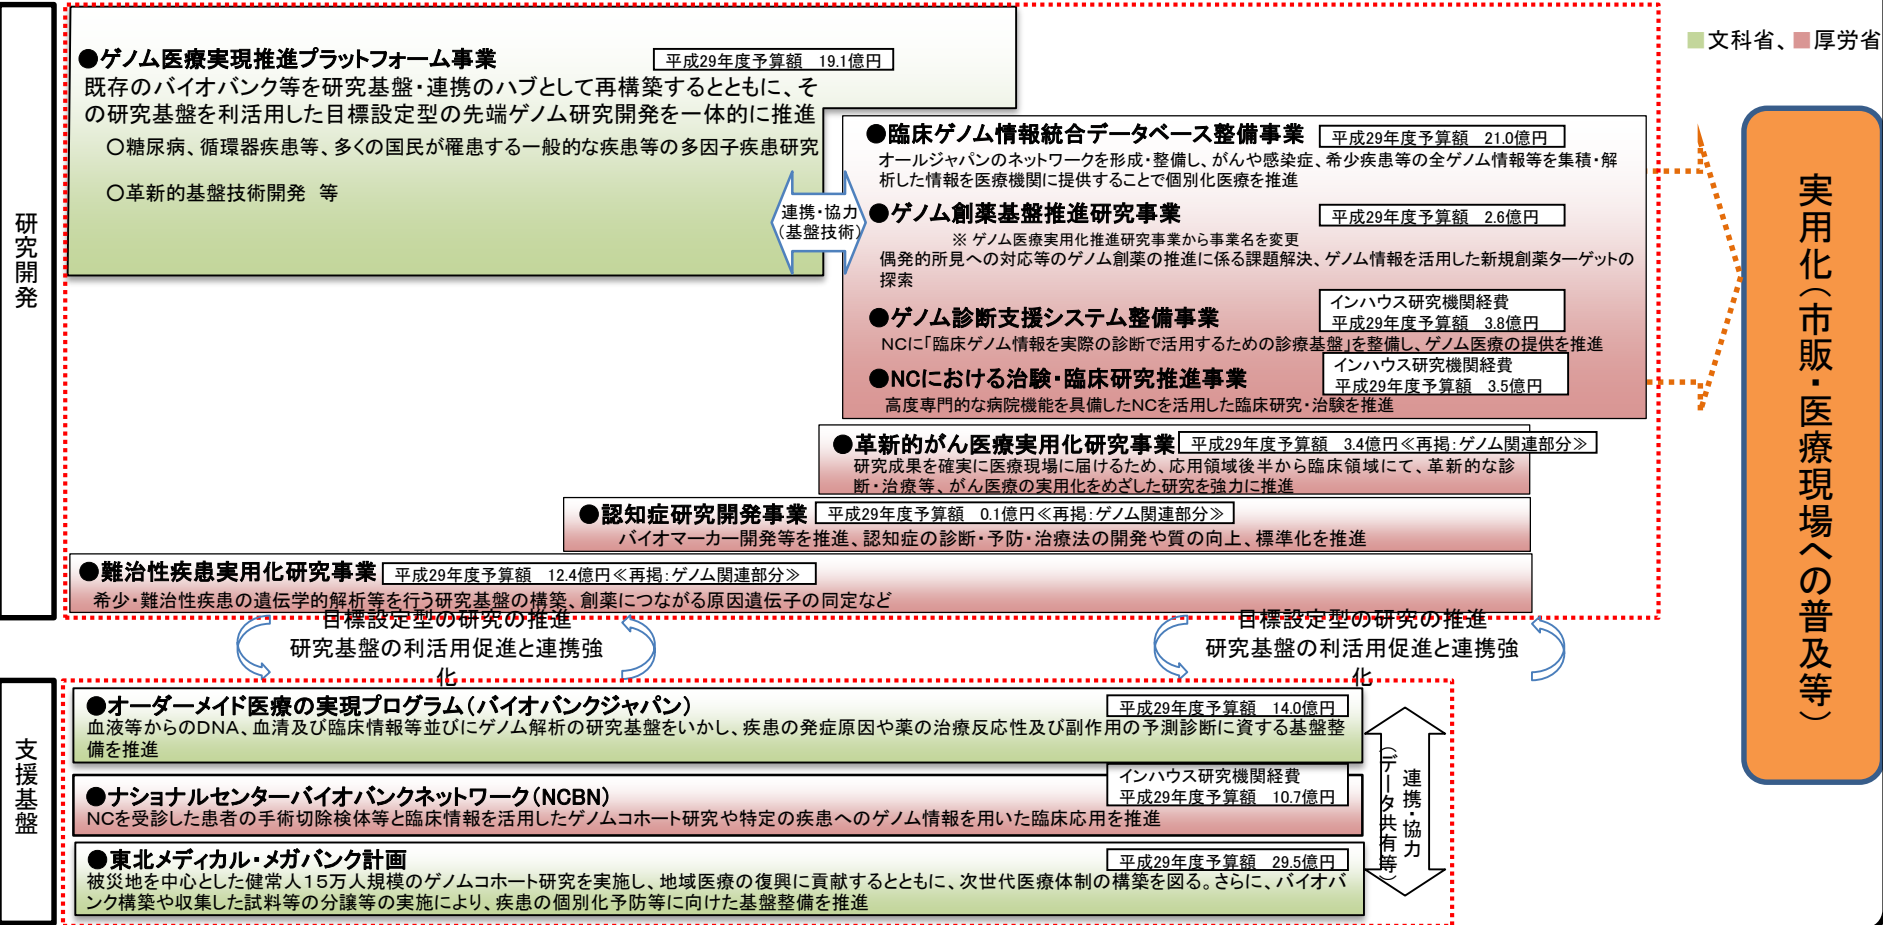 研究開発
●ゲノム医療実現推進プラットフォーム事業
平成29年度予算額　19.1億円
既存のバイオバンク等を研究基盤・連携のハブとして再構築するとともに、そ
の研究基盤を利活用した目標設定型の先端ゲノム研究開発を一体的に推進
○糖尿病、循環器疾患等、多くの国民が罹患する一般的な疾患等の多因子疾患研究
○革新的基盤技術開発　等
連携・協力
(基盤技術)
●臨床ゲノム情報統合データベース整備事業
平成29年度予算額　21.0億円
オールジャパンのネットワークを形成・整備し、がんや感染症、希少疾患等の全ゲノム情報等を集積・解
析した情報を医療機関に提供することで個別化医療を推進
●ゲノム創薬基盤推進研究事業
平成29年度予算額　2.6億円
※ ゲノム医療実用化推進研究事業から事業名を変更
偶発的所見への対応等のゲノム創薬の推進に係る課題解決、ゲノム情報を活用した新規創薬ターゲットの
探索
●ゲノム診断支援システム整備事業
インハウス研究機関経費
平成29年度予算額　3.8億円
NCに「臨床ゲノム情報を実際の診断で活用するための診療基盤」を整備し、ゲノム医療の提供を推進
●NCにおける治験・臨床研究推進事業
インハウス研究機関経費
平成29年度予算額　3.5億円
高度専門的な病院機能を具備したNCを活用した臨床研究・治験を推進
●革新的がん医療実用化研究事業
平成29年度予算額　3.4億円≪再掲：ゲノム関連部分≫
研究成果を確実に医療現場に届けるため、応用領域後半から臨床領域にて、革新的な診
断・治療等、がん医療の実用化をめざした研究を強力に推進
●認知症研究開発事業
平成29年度予算額　0.1億円≪再掲：ゲノム関連部分≫
バイオマーカー開発等を推進、認知症の診断・予防・治療法の開発や質の向上、標準化を推進
●難治性疾患実用化研究事業
平成29年度予算額　12.4億円≪再掲：ゲノム関連部分≫
希少・難治性疾患の遺伝学的解析等を行う研究基盤の構築、創薬につながる原因遺伝子の同定など
目標設定型の研究の推進
研究基盤の利活用促進と連携強
化
目標設定型の研究の推進
研究基盤の利活用促進と連携強
化
支援基盤
●オーダーメイド医療の実現プログラム（バイオバンクジャパン）
平成29年度予算額　14.0億円
血液等からのDNA、血清及び臨床情報等並びにゲノム解析の研究基盤をいかし、疾患の発症原因や薬の治療反応性及び副作用の予測診断に資する基盤整
備を推進
●ナショナルセンターバイオバンクネットワーク（NCBN）
インハウス研究機関経費
平成29年度予算額　10.7億円
NCを受診した患者の手術切除検体等と臨床情報を活用したゲノムコホート研究や特定の疾患へのゲノム情報を用いた臨床応用を推進
●東北メディカル・メガバンク計画
平成29年度予算額　29.5億円
被災地を中心とした健常人１５万人規模のゲノムコホート研究を実施し、地域医療の復興に貢献するとともに、次世代医療体制の構築を図る。さらに、バイオバ
ンク構築や収集した試料等の分譲等の実施により、疾患の個別化予防等に向けた基盤整備を推進
連携・協力
（データ共有等）
■文科省、■厚労省
実用化（市販・医療現場への普及等）